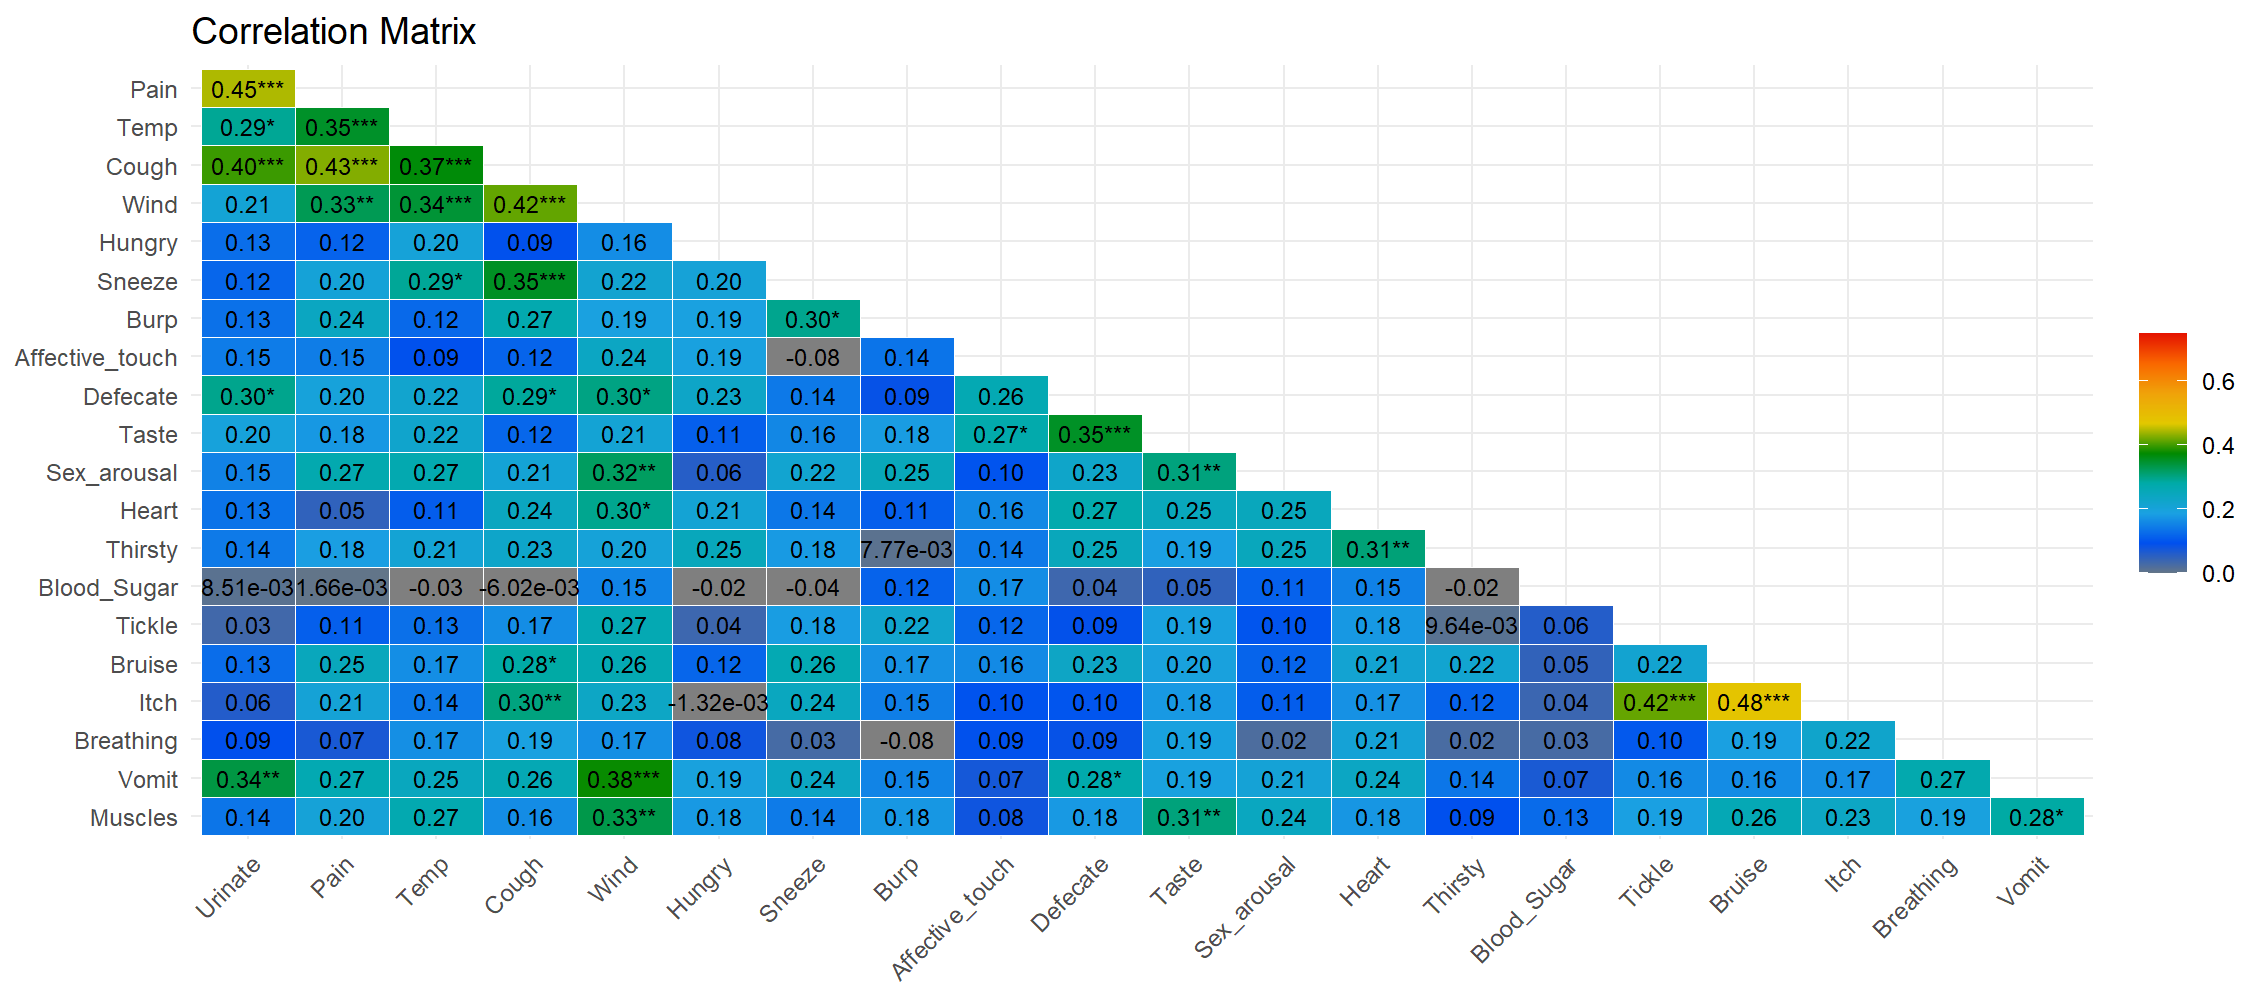 Correlation Matrix
Pain 0.45***
Temp 0.29* 0.35***
Cough 0.40*** 0.43*** 0.37***
Wind 0.21 0.33** 0.34*** 0.42***
Hungry 0.13 0.12 0.20 0.09 0.16
Sneeze 0.12 0.20 0.29* 0.35*** 0.22 0.20
Burp 0.13 0.24 0.12 0.27 0.19 0.19 0.30*
Affective_touch 0.15 0.15 0.09 0.12 0.24 0.19 -0.08 0.14
Defecate 0.30* 0.20 0.22 0.29* 0.30* 0.23 0.14 0.09 0.26
Taste 0.20 0.18 0.22 0.12 0.21 0.11 0.16 0.18 0.27* 0.35***
Sex_arousal 0.15 0.27 0.27 0.21 0.32** 0.06 0.22 0.25 0.10 0.23 0.31**
Heart 0.13 0.05 0.11 0.24 0.30* 0.21 0.14 0.11 0.16 0.27 0.25 0.25
Thirsty 0.14 0.18 0.21 0.23 0.20 0.25 0.18 7.77e-03 0.14 0.25 0.19 0.25 0.31**
Blood_Sugar 8.51e-03 1.66e-03 -0.03 -6.02e-03 0.15 -0.02 -0.04 0.12 0.17 0.04 0.05 0.11 0.15 -0.02
Tickle 0.03 0.11 0.13 0.17 0.27 0.04 0.18 0.22 0.12 0.09 0.19 0.10 0.18 9.64e-03 0.06
Bruise 0.13 0.25 0.17 0.28* 0.26 0.12 0.26 0.17 0.16 0.23 0.20 0.12 0.21 0.22 0.05 0.22
Itch 0.06 0.21 0.14 0.30** 0.23 -1.32e-03 0.24 0.15 0.10 0.10 0.18 0.11 0.17 0.12 0.04 0.42*** 0.48***
Breathing 0.09 0.07 0.17 0.19 0.17 0.08 0.03 -0.08 0.09 0.09 0.19 0.02 0.21 0.02 0.03 0.10 0.19 0.22
Vomit 0.34** 0.27 0.25 0.26 0.38*** 0.19 0.24 0.15 0.07 0.28* 0.19 0.21 0.24 0.14 0.07 0.16 0.16 0.17 0.27
Muscles 0.14 0.20 0.27 0.16 0.33** 0.18 0.14 0.18 0.08 0.18 0.31** 0.24 0.18 0.09 0.13 0.19 0.26 0.23 0.19 0.28*
Urinate Pain Temp Cough Wind Hungry Sneeze Burp Affective_touch Defecate Taste Sex_arousal Heart Thirsty Blood_Sugar Tickle Bruise Itch Breathing Vomit
0.6
0.4
0.2
0.0